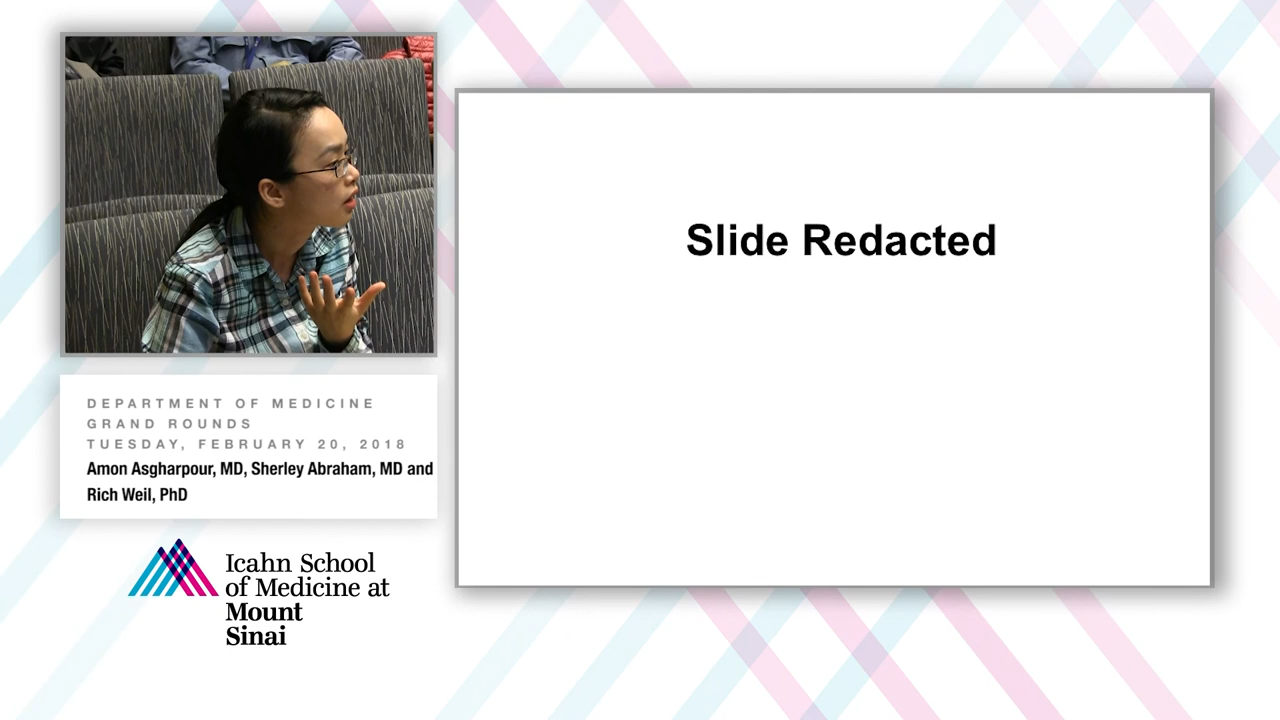 DEPARTMENT OF MEDICINE
GRAND ROUNDS
TUESDAY, FEBRUARY 20, 2018
Amon Asgharpour, MD, Sherley Abraham, MD and
Rich Weil, PhD
Icahn School
of Medicine at
Mount
Sinai
Slide Redacted